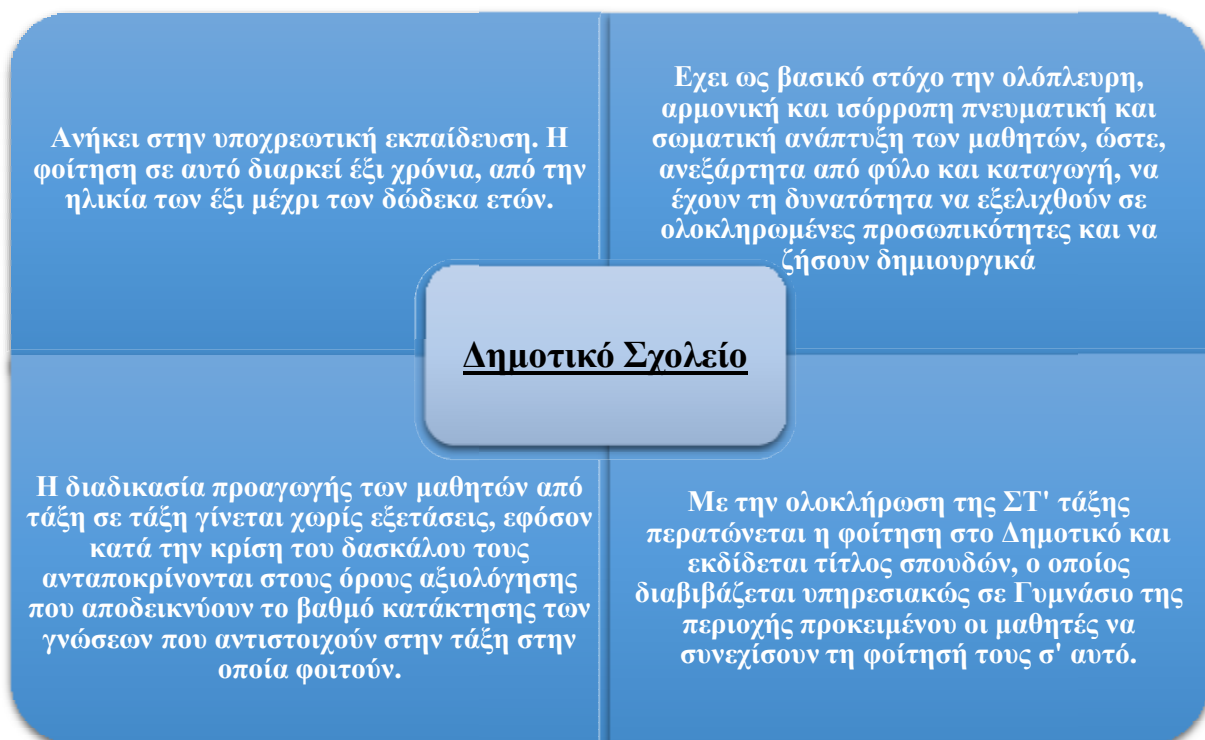 Ανήκει στην υποχρεωτική εκπαίδευση. Η
φοίτηση σε αυτό διαρκεί έξι χρόνια, από την
ηλικία των έξι μέχρι των δώδεκα ετών.
Εχει ως βασικό στόχο την ολόπλευρη,
αρμονική και ισόρροπη πνευματική και
σωματική ανάπτυξη των μαθητών, ώστε,
ανεξάρτητα από φύλο και καταγωγή, να
έχουν τη δυνατότητα να εξελιχθούν σε
ολοκληρωμένες προσωπικότητες και να
ζήσουν δημιουργικά
Δημοτικό Σχολείο
Η διαδικασία προαγωγής των μαθητών από
τάξη σε τάξη γίνεται χωρίς εξετάσεις, εφόσον
κατά την κρίση του δασκάλου τους
ανταποκρίνονται στους όρους αξιολόγησης
που αποδεικνύουν το βαθμό κατάκτησης των
γνώσεων που αντιστοιχούν στην τάξη στην
οποία φοιτούν.
Με την ολοκλήρωση της ΣΤ' τάξης
περατώνεται η φοίτηση στο Δημοτικό και
εκδίδεται τίτλος σπουδών, ο οποίος
διαβιβάζεται υπηρεσιακώς σε Γυμνάσιο της
περιοχής προκειμένου οι μαθητές να
συνεχίσουν τη φοίτησή τους σ' αυτό.